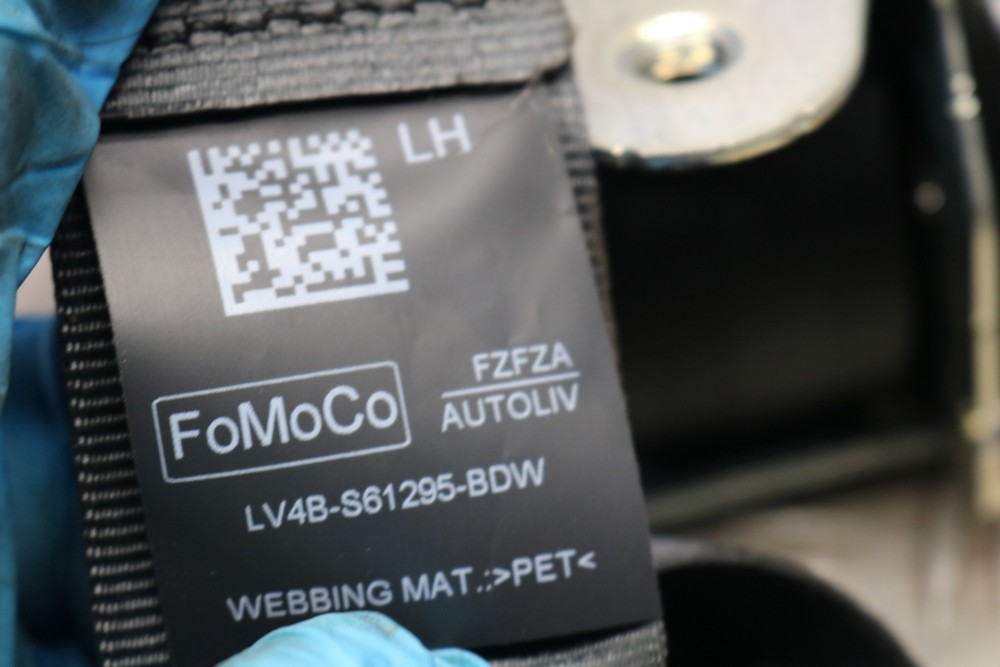 LH
FoMoCo
FZFZA
AUTOLIV
LV4B-S61295-BDW
WEBBING MAT.:>PET<